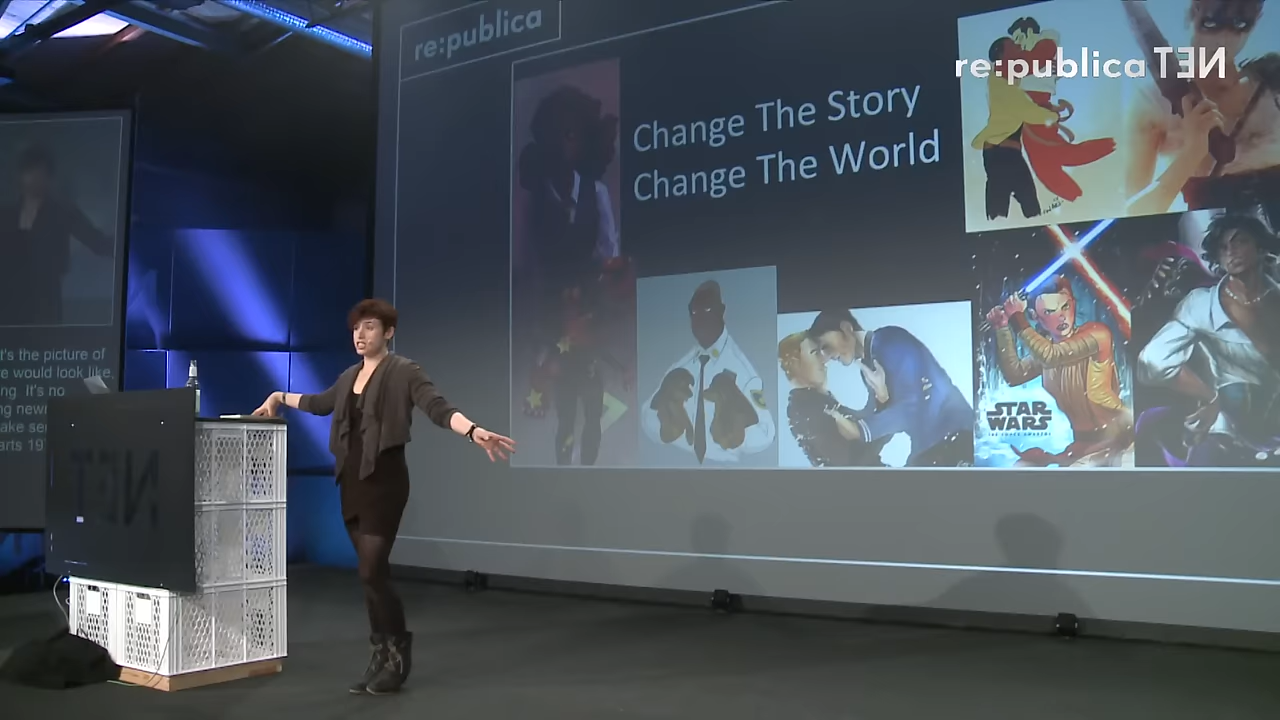 re:publica
re:publica TEN
Change The Story
Change The World
t's the picture of
e would look like.
ng. It's no
ng new
ake se
arts 19
STAR
WARS
NET